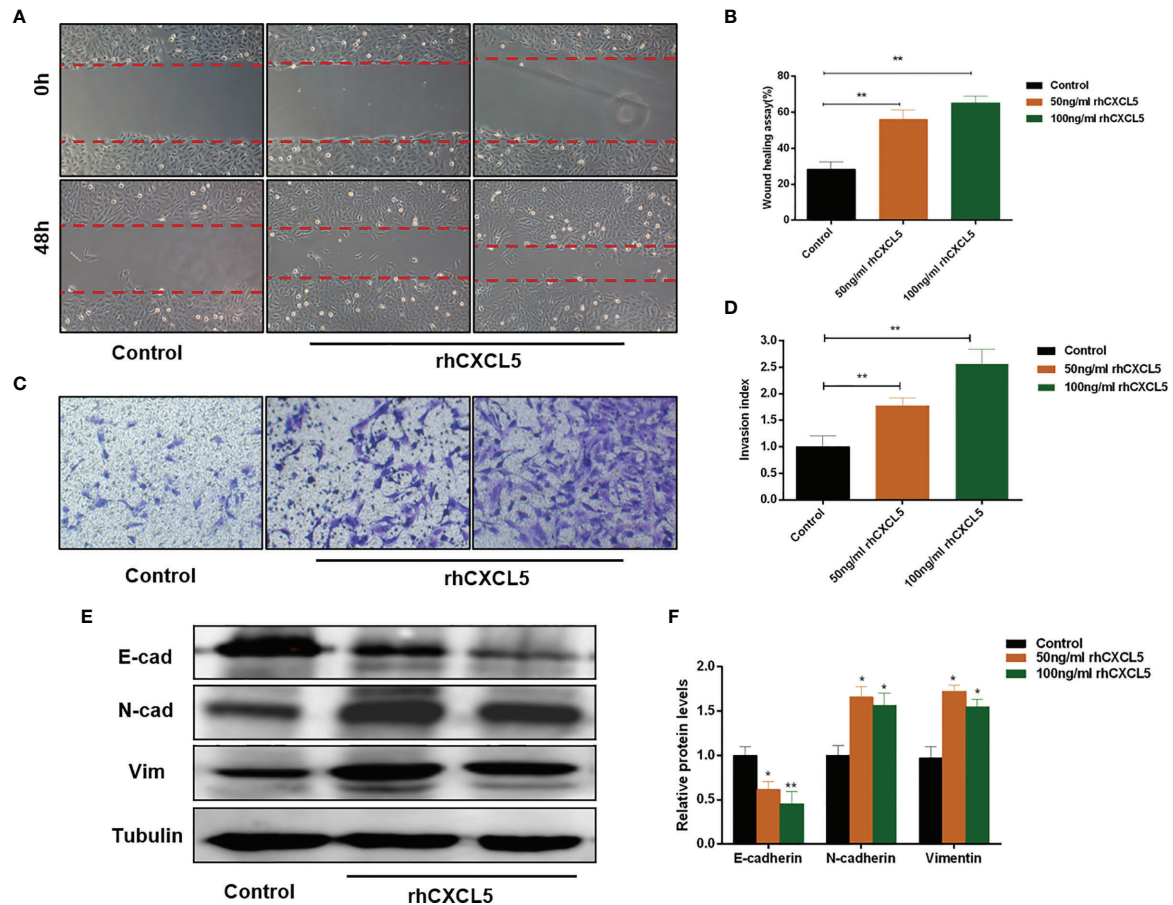 A
0h
48h
Control
rhCXCL5
B
Wound healing assay(%)
80
60
40
20
0
Control
50ng/ml rhCXCL5
100ng/ml rhCXCL5
**
**
Control
50ng/ml rhCXCL5
100ng/ml rhCXCL5
C
Control
rhCXCL5
D
Invasion index
3.0
2.5
2.0
1.5
1.0
0.5
0.0
Control
50ng/ml rhCXCL5
100ng/ml rhCXCL5
**
**
Control
50ng/ml rhCXCL5
100ng/ml rhCXCL5
E
E-cad
N-cad
Vim
Tubulin
Control
rhCXCL5
F
Control
50ng/ml rhCXCL5
100ng/ml rhCXCL5
Relative protein levels
2.0
1.5
1.0
0.5
0.0
*
**
*
*
*
*
E-cadherin
N-cadherin
Vimentin